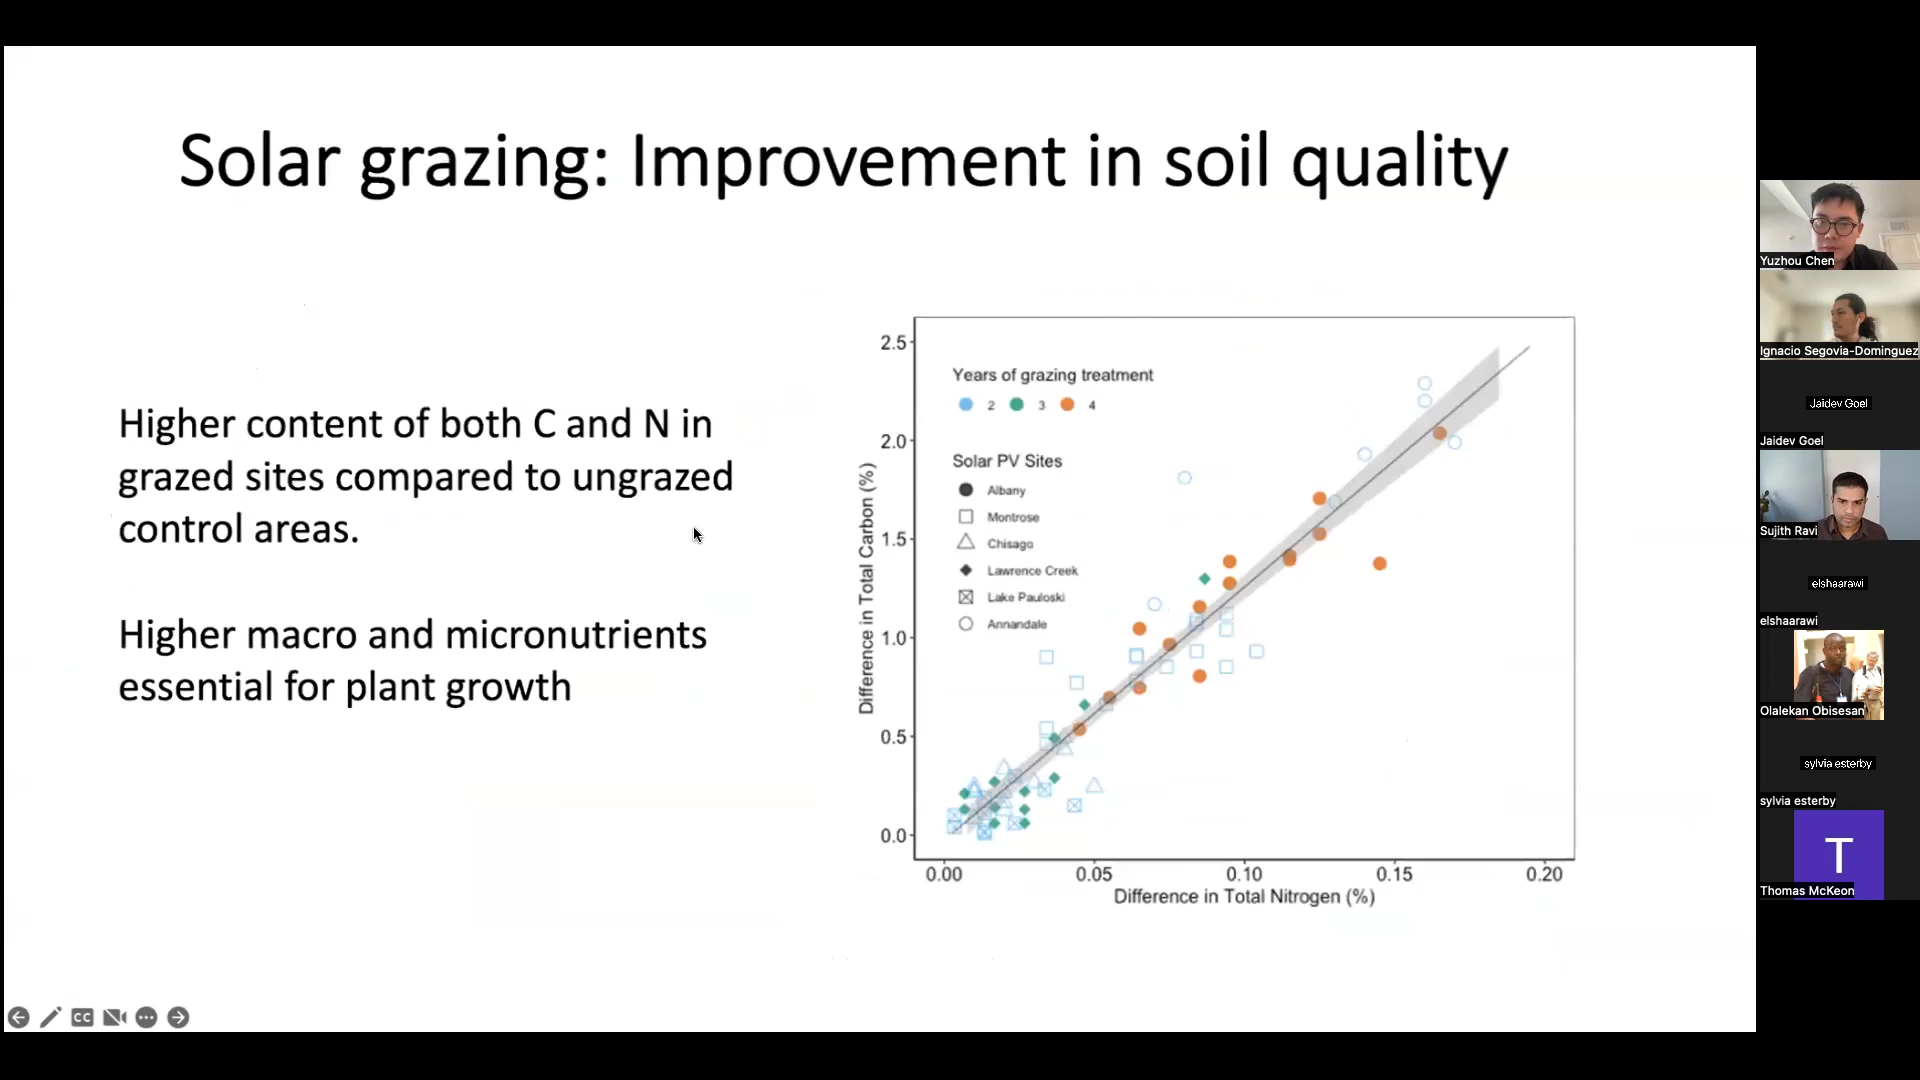 Solar grazing: Improvement in soil quality
Higher content of both C and N in
grazed sites compared to ungrazed
control areas.
Higher macro and micronutrients
essential for plant growth
2.5
2.0
1.5
1.0
0.5
0.0
Difference in Total Carbon (%)
Years of grazing treatment
2 3 4
Solar PV Sites
Albany
Montrose
Chisago
Lawrence Creek
Lake Pauloski
Annandale
0.00 0.05 0.10 0.15 0.20
Difference in Total Nitrogen (%)
CC
Yuzhou Chen
Ignacio Segovia-Dominguez
Jaidev Goel
Jaidev Goel
Sujith Ravi
elshaarawi
elshaarawi
Olalekan Obisesan
sylvia esterby
sylvia esterby
T
Thomas McKeon